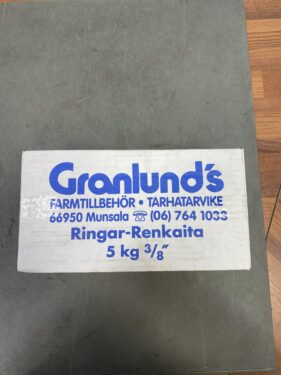 Granlund's
FARMTILLBEHÖR • TARHATARVIKE
66950 Munsala ☎ (06) 764 1033
Ringar-Renkaita
5 kg 3/8"